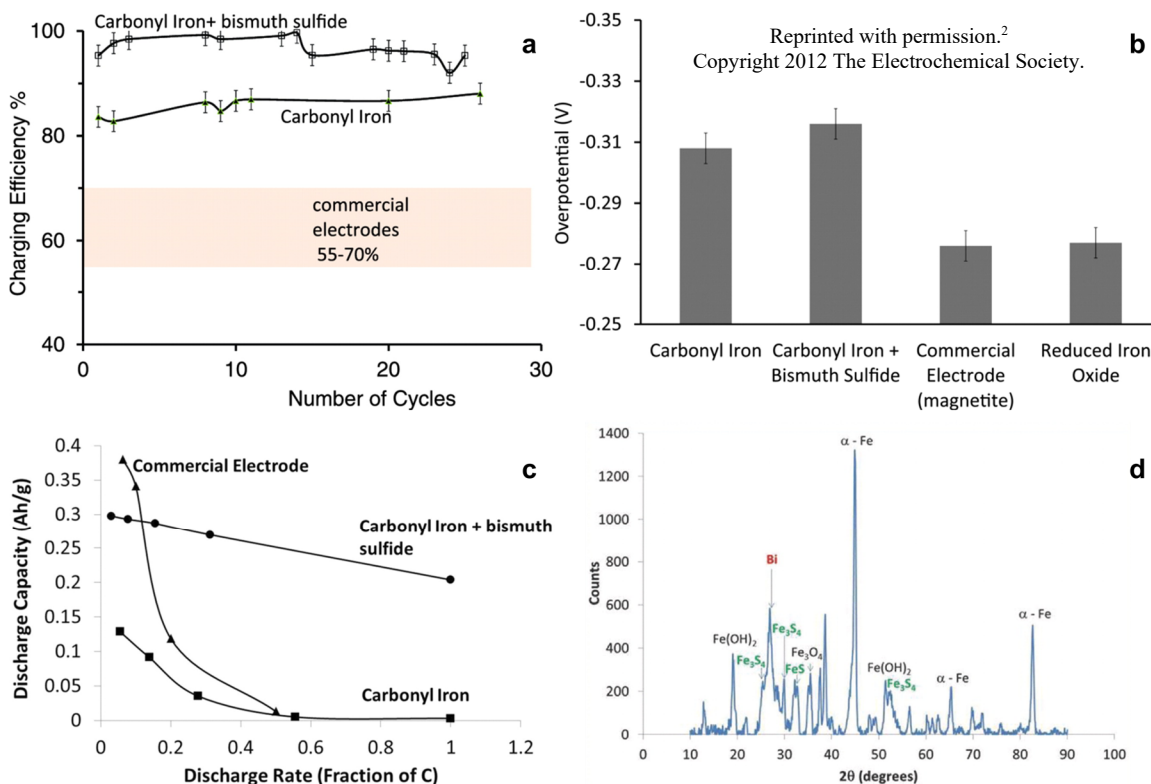 Carbonyl Iron+ bismuth sulfide
a
100
80
60
40
Charging Efficiency %
Carbonyl Iron
commercial
electrodes
55-70%
0
10
20
30
Number of Cycles
-0.35
-0.33
-0.31
-0.29
-0.27
-0.25
Overpotential (V)
Reprinted with permission.2
Copyright 2012 The Electrochemical Society.
b
Carbonyl Iron
Carbonyl Iron +
Bismuth Sulfide
Commercial
Electrode
(magnetite)
Reduced Iron
Oxide
0.4
0.35
0.3
0.25
0.2
0.15
0.1
0.05
0
Discharge Capacity (Ah/g)
Commercial Electrode
c
Carbonyl Iron + bismuth
sulfide
Carbonyl Iron
0
0.2
0.4
0.6
0.8
1
1.2
Discharge Rate (Fraction of C)
1400
1200
1000
800
600
400
200
0
Counts
d
α - Fe
Bi
Fe3S4
Fe(OH)2
Fe3S4
FeS
Fe3O4
Fe(OH)2
Fe3S4
α - Fe
α - Fe
0
10
20
30
40
50
60
70
80
90
100
2θ (degrees)